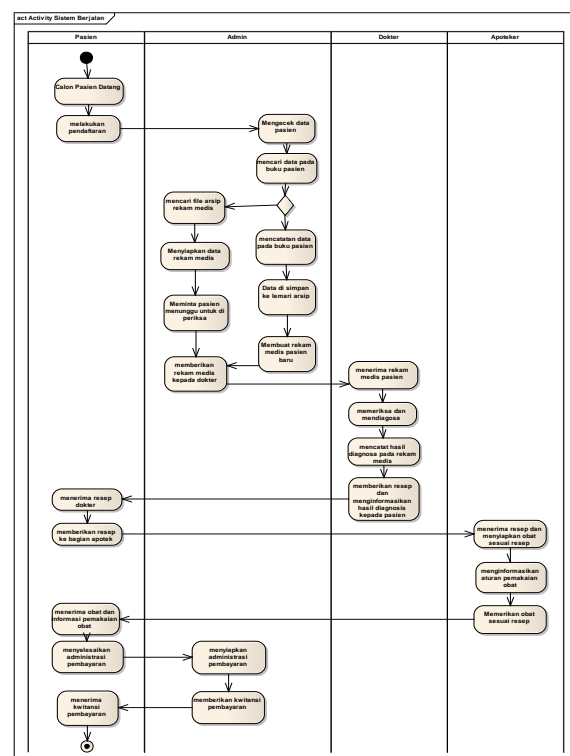 act Activity Sistem Berjalan
Pasien
Admin
Dokter
Apoteker
Calon Pasien Datang
melakukan
pendaftaran
Mengecek data
pasien
mencari data pada
buku pasien
mencari file arsip
rekam medis
mencatatan data
pada buku pasien
Menyiapkan data
rekam medis
Data di simpan
ke lemari arsip
Meminta pasien
menunggu untuk di
periksa
Membuat rekam
medis pasien
baru
memberikan
rekam medis
kepada dokter
menerima rekam
medis pasien
memeriksa dan
mendiagosa
mencatat hasil
diagnosa pada rekam
medis
memberikan resep
dan
menginformasikan
hasil diagnosis
kepada pasien
menerima resep
dokter
memberikan resep
ke bagian apotek
menerima resep dan
menyiapkan obat
sesuai resep
menginformasikan
aturan pemakaian
obat
Memerikan obat
sesuai resep
menerima obat dan
informasi pemakaian
obat
menyelesaikan
administrasi
pembayaran
menyiapkan
administrasi
pembayaran
memberikan kwitansi
pembayaran
menerima
kwitansi
pembayaran